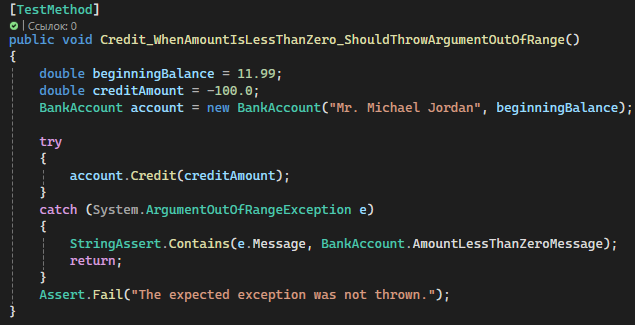 [TestMethod]
| Ссылок: 0
public void Credit_WhenAmountIsLessThanZero_ShouldThrowArgumentOutOfRange()
{
double beginningBalance = 11.99;
double creditAmount = -100.0;
BankAccount account = new BankAccount("Mr. Michael Jordan", beginningBalance);
try
{
account.Credit(creditAmount);
}
catch (System.ArgumentOutOfRangeException e)
{
StringAssert.Contains(e.Message, BankAccount.AmountLessThanZeroMessage);
return;
}
Assert.Fail("The expected exception was not thrown.");
}